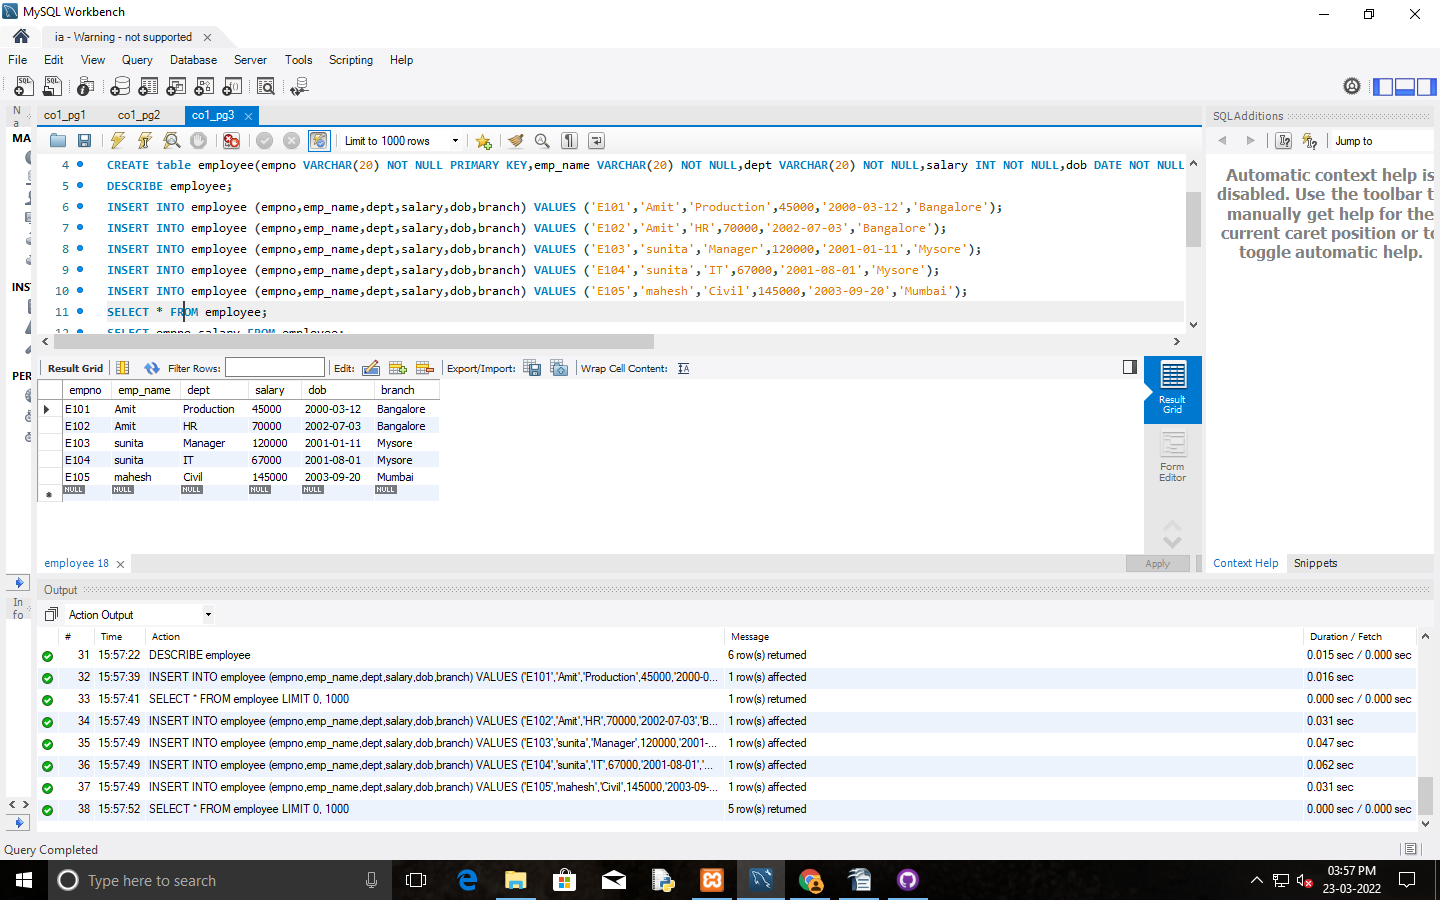 MySQL Workbench
ia - Warning - not supported
File Edit View Query Database Server Tools Scripting Help
N
a
MA
INS
PER
In
fo
co1_pg1 co1_pg2 co1_pg3
Limit to 1000 rows
4 CREATE table employee(empno VARCHAR(20) NOT NULL PRIMARY KEY,emp_name VARCHAR(20) NOT NULL,dept VARCHAR(20) NOT NULL,salary INT NOT NULL,dob DATE NOT NULL
5 DESCRIBE employee;
6 INSERT INTO employee (empno,emp_name,dept,salary,dob,branch) VALUES ('E101','Amit','Production',45000,'2000-03-12','Bangalore');
7 INSERT INTO employee (empno,emp_name,dept,salary,dob,branch) VALUES ('E102','Amit','HR',70000,'2002-07-03','Bangalore');
8 INSERT INTO employee (empno,emp_name,dept,salary,dob,branch) VALUES ('E103','sunita','Manager',120000,'2001-01-11','Mysore');
9 INSERT INTO employee (empno,emp_name,dept,salary,dob,branch) VALUES ('E104','sunita','IT',67000,'2001-08-01','Mysore');
10 INSERT INTO employee (empno,emp_name,dept,salary,dob,branch) VALUES ('E105','mahesh','Civil',145000,'2003-09-20','Mumbai');
11 SELECT * FROM employee;
12 SELECT empno,salary FROM employee;
Result Grid Filter Rows: Edit: Export/Import: Wrap Cell Content:
empno emp_name dept salary dob branch
E101 Amit Production 45000 2000-03-12 Bangalore
E102 Amit HR 70000 2002-07-03 Bangalore
E103 sunita Manager 120000 2001-01-11 Mysore
E104 sunita IT 67000 2001-08-01 Mysore
E105 mahesh Civil 145000 2003-09-20 Mumbai
NULL NULL NULL NULL NULL NULL
Result
Grid
Form
Editor
employee 18
Apply
SQLAdditions
Jump to
Automatic context help is
disabled. Use the toolbar t
manually get help for the
current caret position or to
toggle automatic help.
Context Help Snippets
Output
Action Output
# Time Action Message Duration / Fetch
31 15:57:22 DESCRIBE employee 6 row(s) returned 0.015 sec / 0.000 sec
32 15:57:39 INSERT INTO employee (empno,emp_name,dept,salary,dob,branch) VALUES ('E101','Amit','Production',45000,'2000-0... 1 row(s) affected 0.016 sec
33 15:57:41 SELECT * FROM employee LIMIT 0, 1000 1 row(s) returned 0.000 sec / 0.000 sec
34 15:57:49 INSERT INTO employee (empno,emp_name,dept,salary,dob,branch) VALUES ('E102','Amit','HR',70000,'2002-07-03','B... 1 row(s) affected 0.031 sec
35 15:57:49 INSERT INTO employee (empno,emp_name,dept,salary,dob,branch) VALUES ('E103','sunita','Manager',120000,'2001-... 1 row(s) affected 0.047 sec
36 15:57:49 INSERT INTO employee (empno,emp_name,dept,salary,dob,branch) VALUES ('E104','sunita','IT',67000,'2001-08-01','... 1 row(s) affected 0.062 sec
37 15:57:49 INSERT INTO employee (empno,emp_name,dept,salary,dob,branch) VALUES ('E105','mahesh','Civil',145000,'2003-09-... 1 row(s) affected 0.031 sec
38 15:57:52 SELECT * FROM employee LIMIT 0, 1000 5 row(s) returned 0.000 sec / 0.000 sec
Query Completed
Type here to search
03:57 PM
23-03-2022